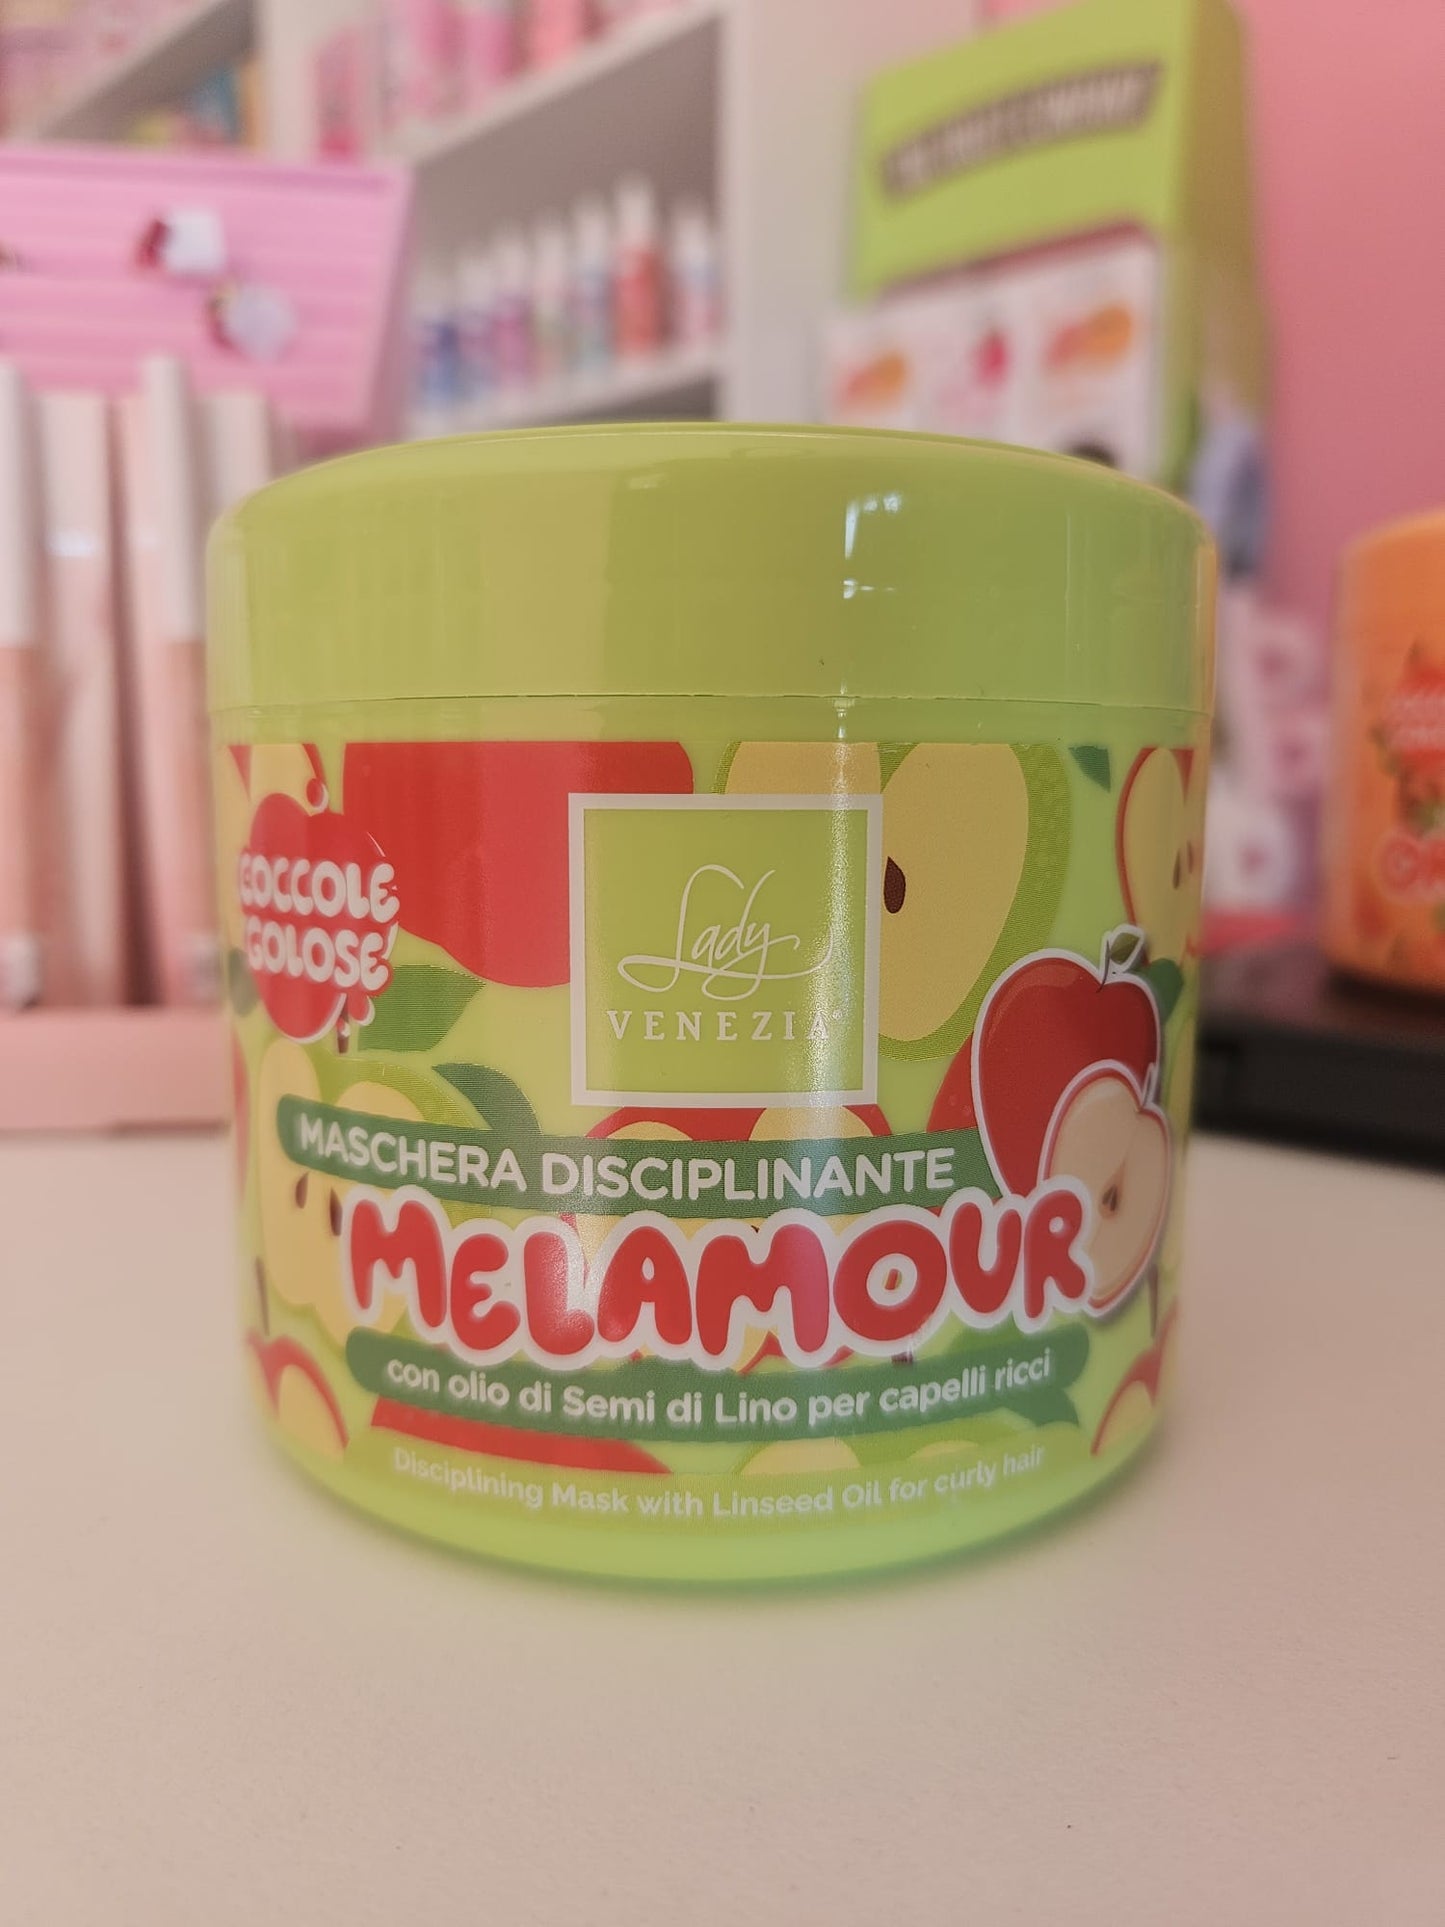 COCCOLE
GOLOSE
Lady
VENEZIA®
MASCHERA DISCIPLINANTE
MELAMOUR
con olio di Semi di Lino per capelli ricci
Disciplining Mask with Linseed Oil for curly hair